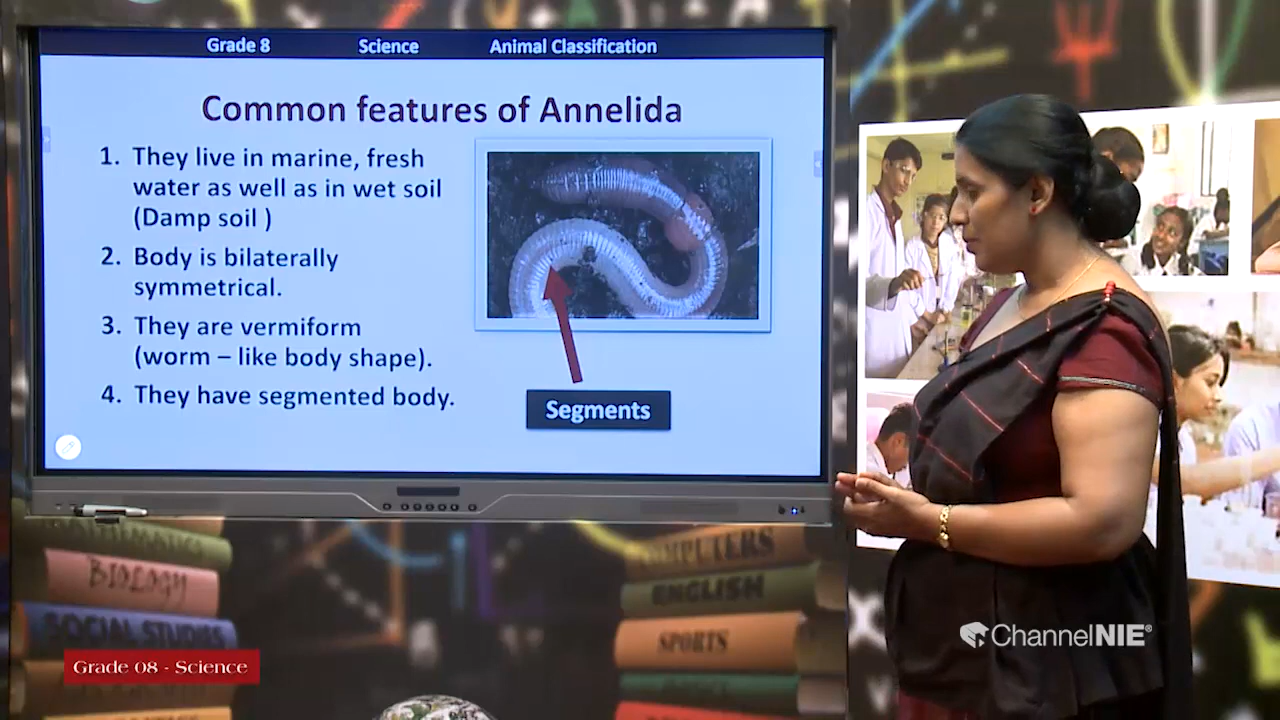 Grade 8 Science Animal Classification
Common features of Annelida
1. They live in marine, fresh
water as well as in wet soil
(Damp soil )
2. Body is bilaterally
symmetrical.
3. They are vermiform
(worm – like body shape).
4. They have segmented body.
Segments
MATHEMATICS
BIOLOGY
SOCIAL STUDIES
COMPUTERS
ENGLISH
SPORTS
ChannelNIE®
Grade 08 - Science